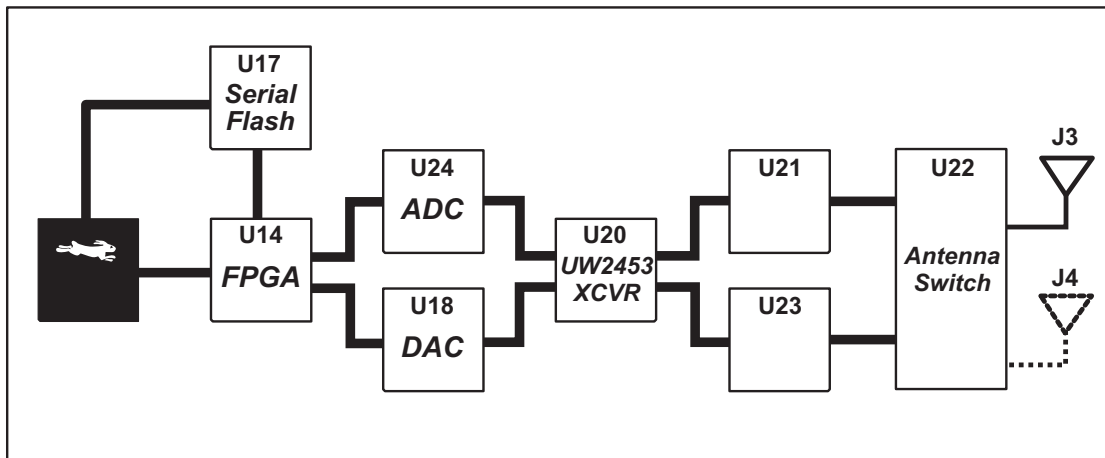 U17
Serial
Flash
U14
FPGA
U24
ADC
U18
DAC
U20
UW2453
XCVR
U21
U23
U22
Antenna
Switch
J3
J4